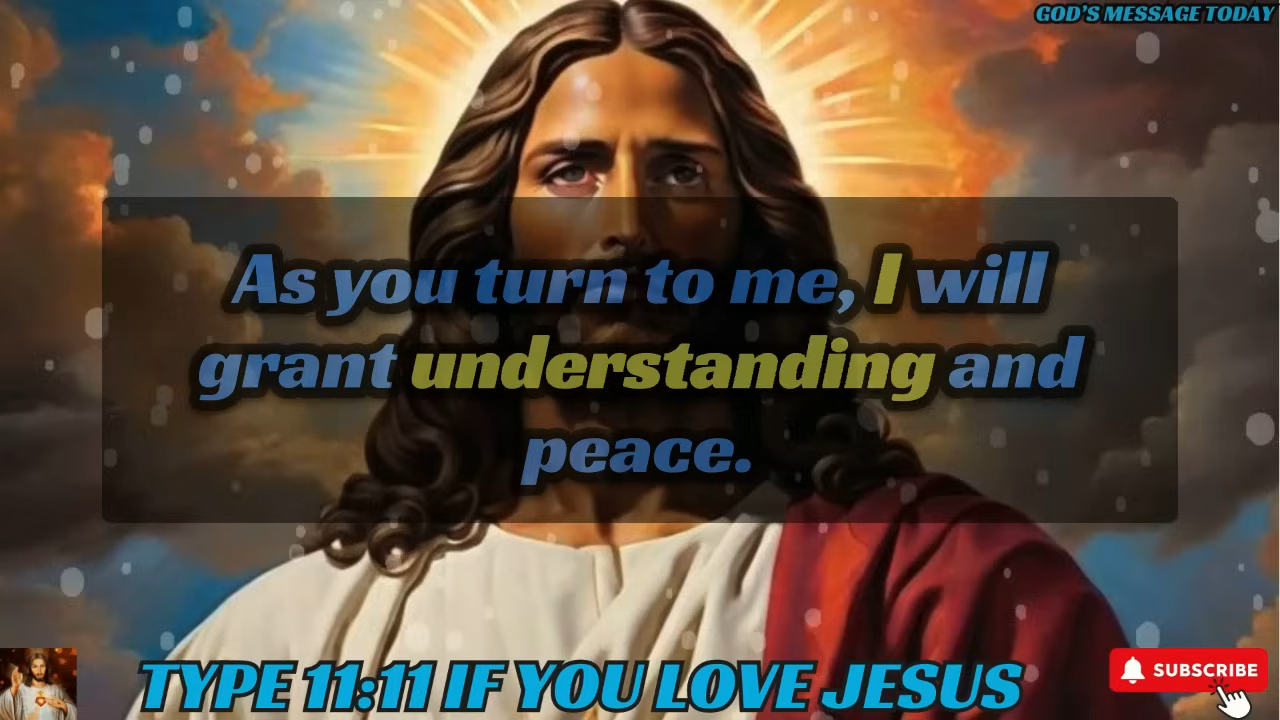 GOD'S MESSAGE TODAY
As you turn to me, I will
grant understanding and
peace.
TYPE 11:11 IF YOU LOVE JESUS
SUBSCRIBE